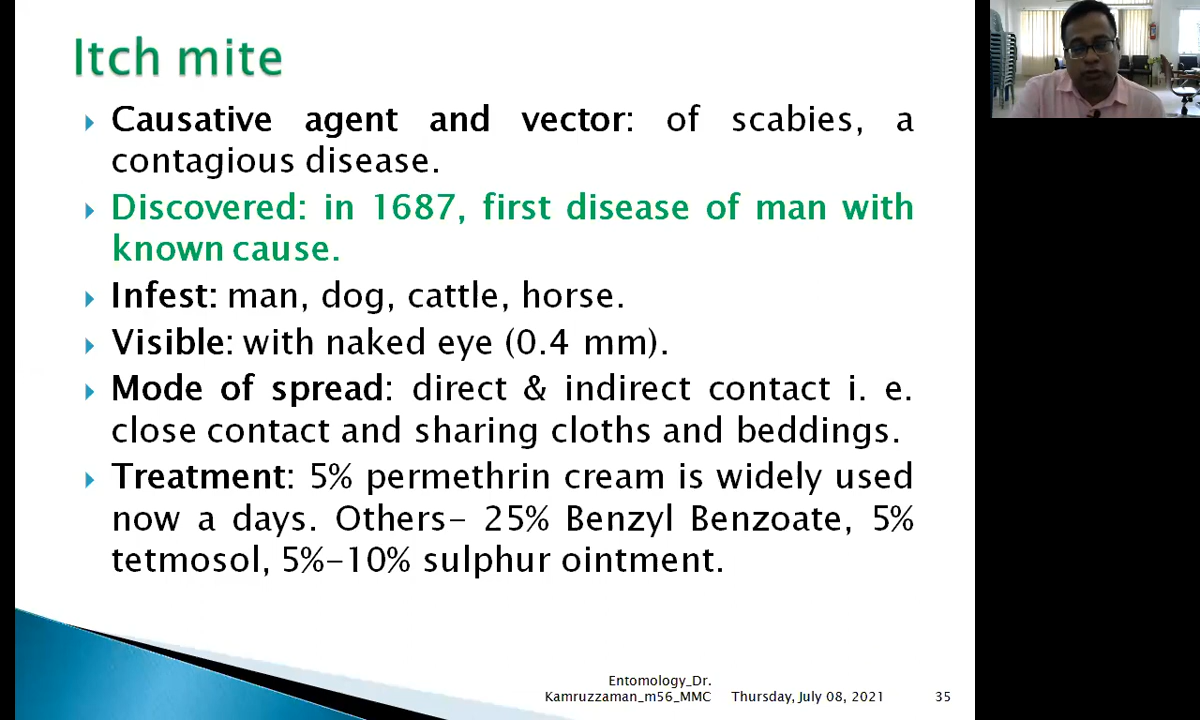 Itch mite
Causative agent and vector: of scabies, a
contagious disease.
Discovered: in 1687, first disease of man with
known cause.
Infest: man, dog, cattle, horse.
Visible: with naked eye (0.4 mm).
Mode of spread: direct & indirect contact i. e.
close contact and sharing cloths and beddings.
Treatment: 5% permethrin cream is widely used
now a days. Others- 25% Benzyl Benzoate, 5%
tetmosol, 5%-10% sulphur ointment.
Entomology_Dr.
Kamruzzaman_m56_MMC Thursday, July 08, 2021 35